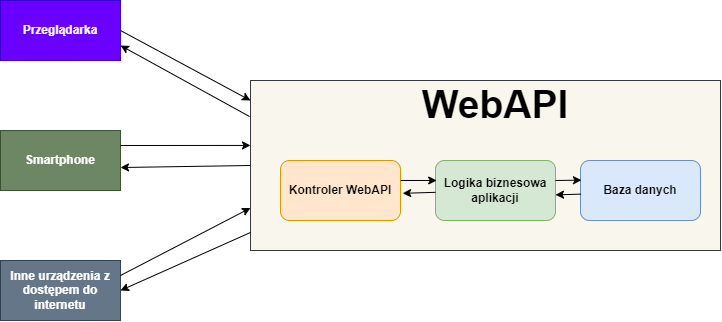 Przeglądarka
WebAPI
Smartphone
Kontroler WebAPI
Logika biznesowa
aplikacji
Baza danych
Inne urządzenia z
dostępem do
internetu